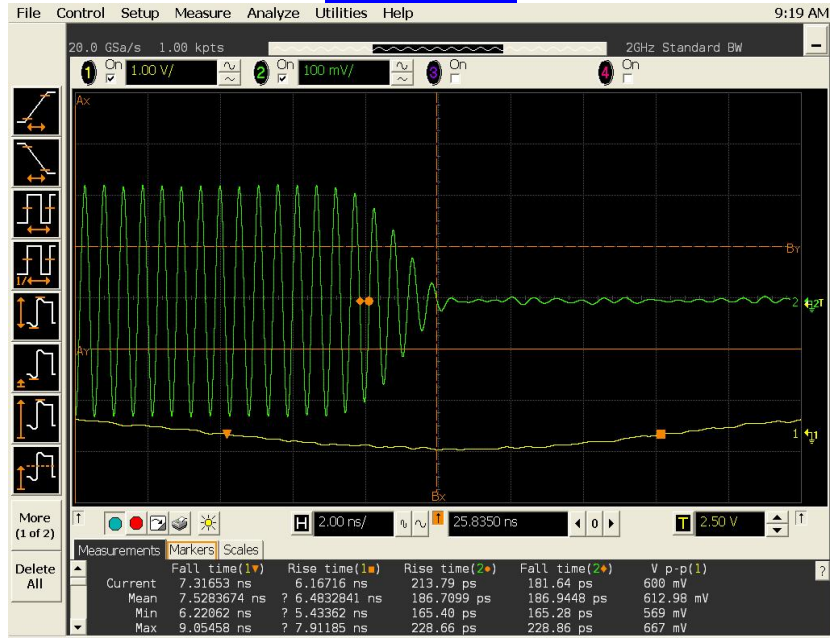 File Control Setup Measure Analyze Utilities Help 9:19 AM
20.0 GSa/s 1.00 kpts 2GHz Standard BW
1 On 1.00 V/ 2 On 100 mV/ 3 On 4 On
Ax
By
2
Ay
1
Bx
1/
More
(1 of 2)
Delete
All
H 2.00 ns/ 25.8350 ns 0 T 2.50 V
Measurements Markers Scales
Fall time(1▼) Rise time(1■) Rise time(2●) Fall time(2◆) V p-p(1)
Current 7.31653 ns 6.16716 ns 213.79 ps 181.64 ps 600 mV
Mean 7.5283674 ns ? 6.4832841 ns 186.7099 ps 186.9448 ps 612.98 mV
Min 6.22062 ns ? 5.43362 ns 165.40 ps 165.28 ps 569 mV
Max 9.05458 ns ? 7.91185 ns 228.66 ps 228.86 ps 667 mV
?